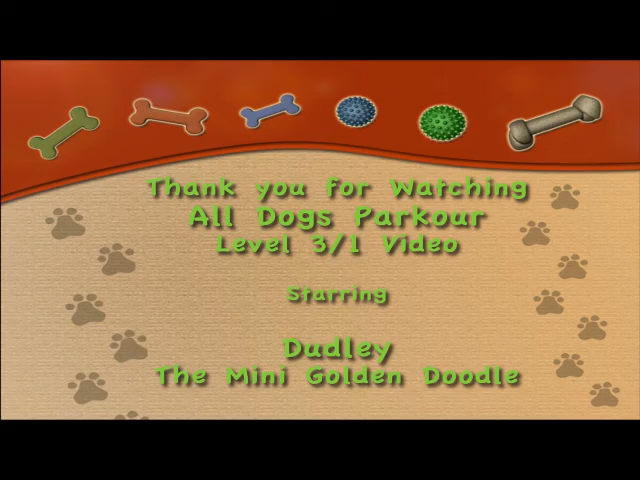 Thank you for Watching
All Dogs Parkour
Level 3/1 Video
Starring
Dudley
The Mini Golden Doodle